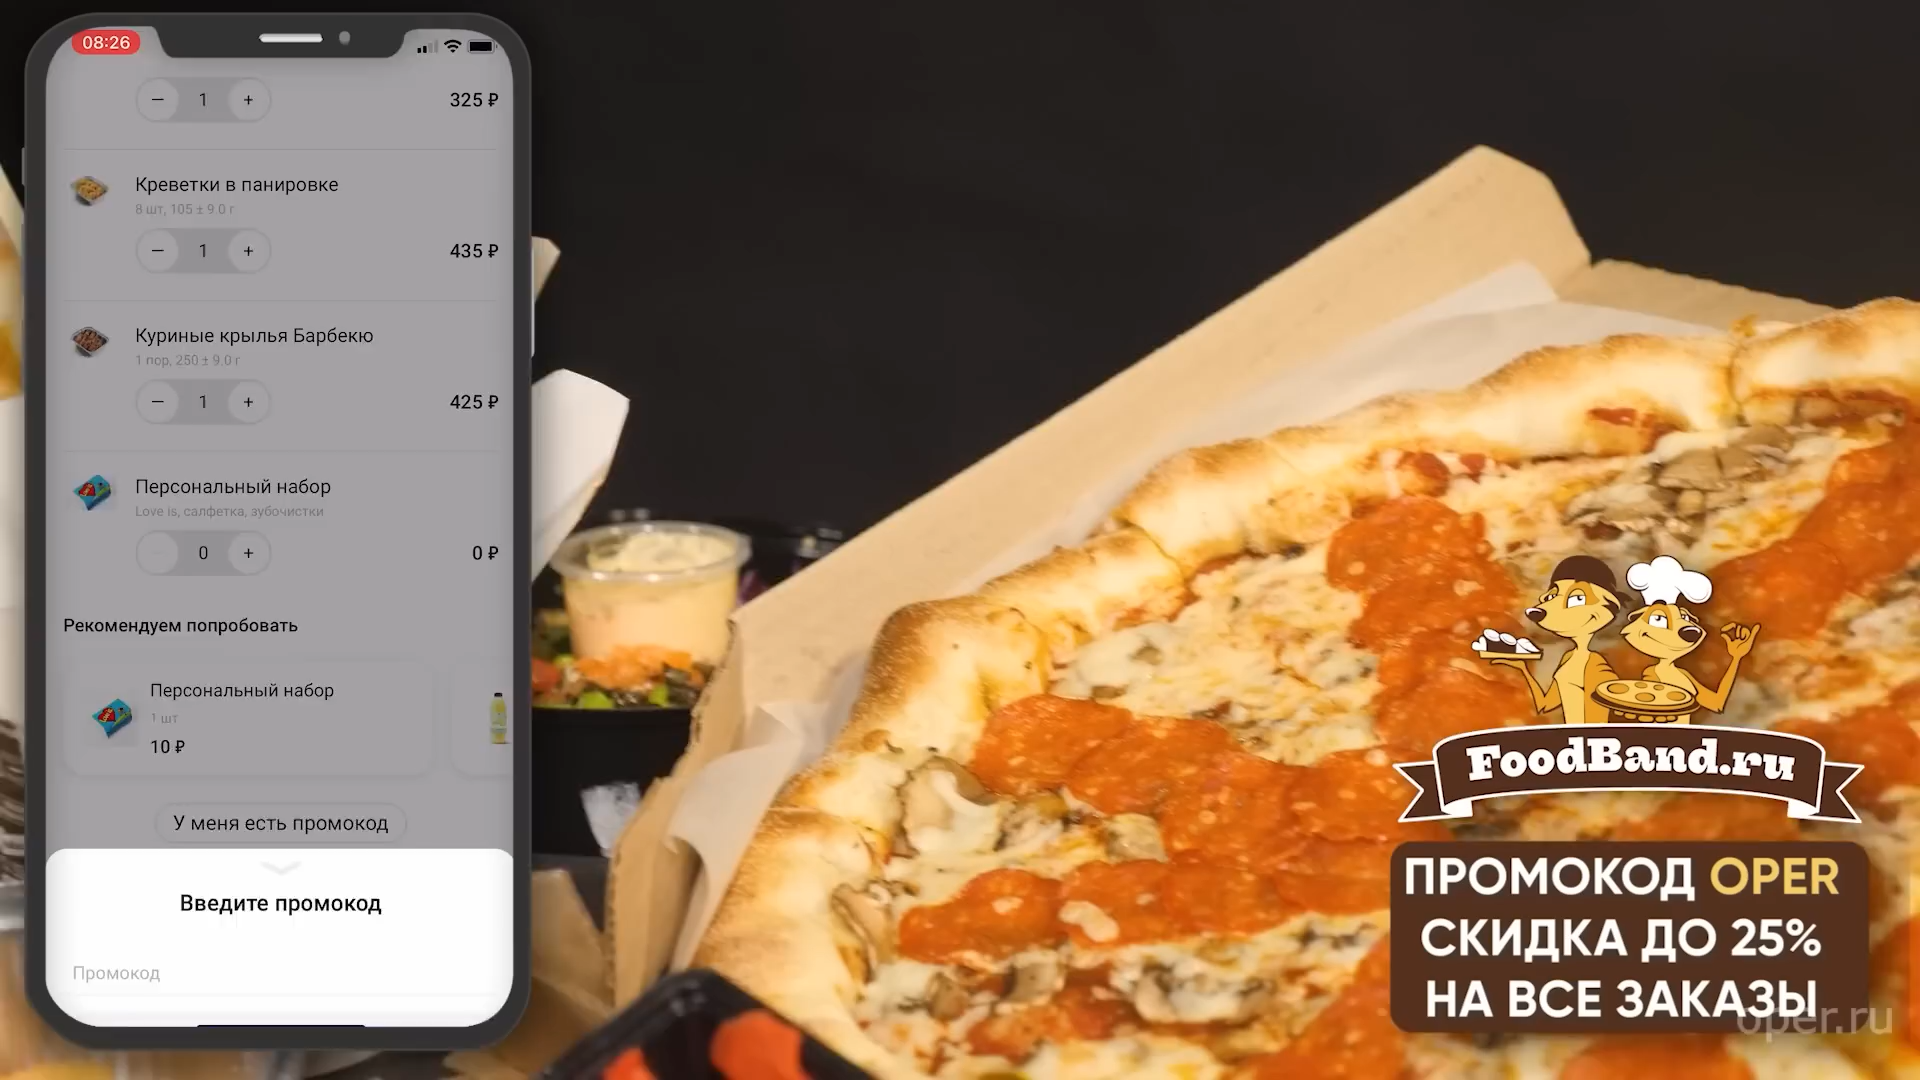 08:26
1
325 ₽
Креветки в панировке
8 шт, 105 ± 9.0 г
1
435 ₽
Куриные крылья Барбекю
1 пор, 250 ± 9.0 г
1
425 ₽
Персональный набор
Love is, салфетка, зубочистки
0
0 ₽
Рекомендуем попробовать
Персональный набор
1 шт
10 ₽
У меня есть промокод
Введите промокод
Промокод
FoodBand.ru
ПРОМОКОД OPER
СКИДКА ДО 25%
НА ВСЕ ЗАКАЗЫ
oper.ru